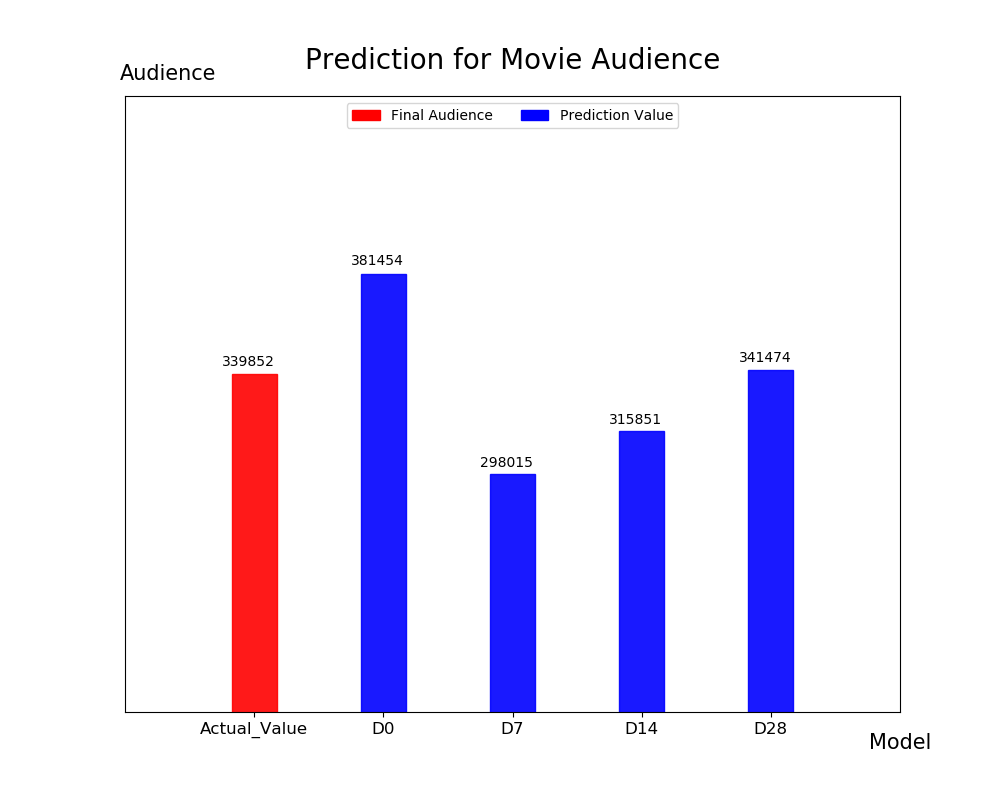 Prediction for Movie Audience
Audience
Final Audience
Prediction Value
381454
339852
341474
315851
298015
Actual_Value
D0
D7
D14
D28
Model